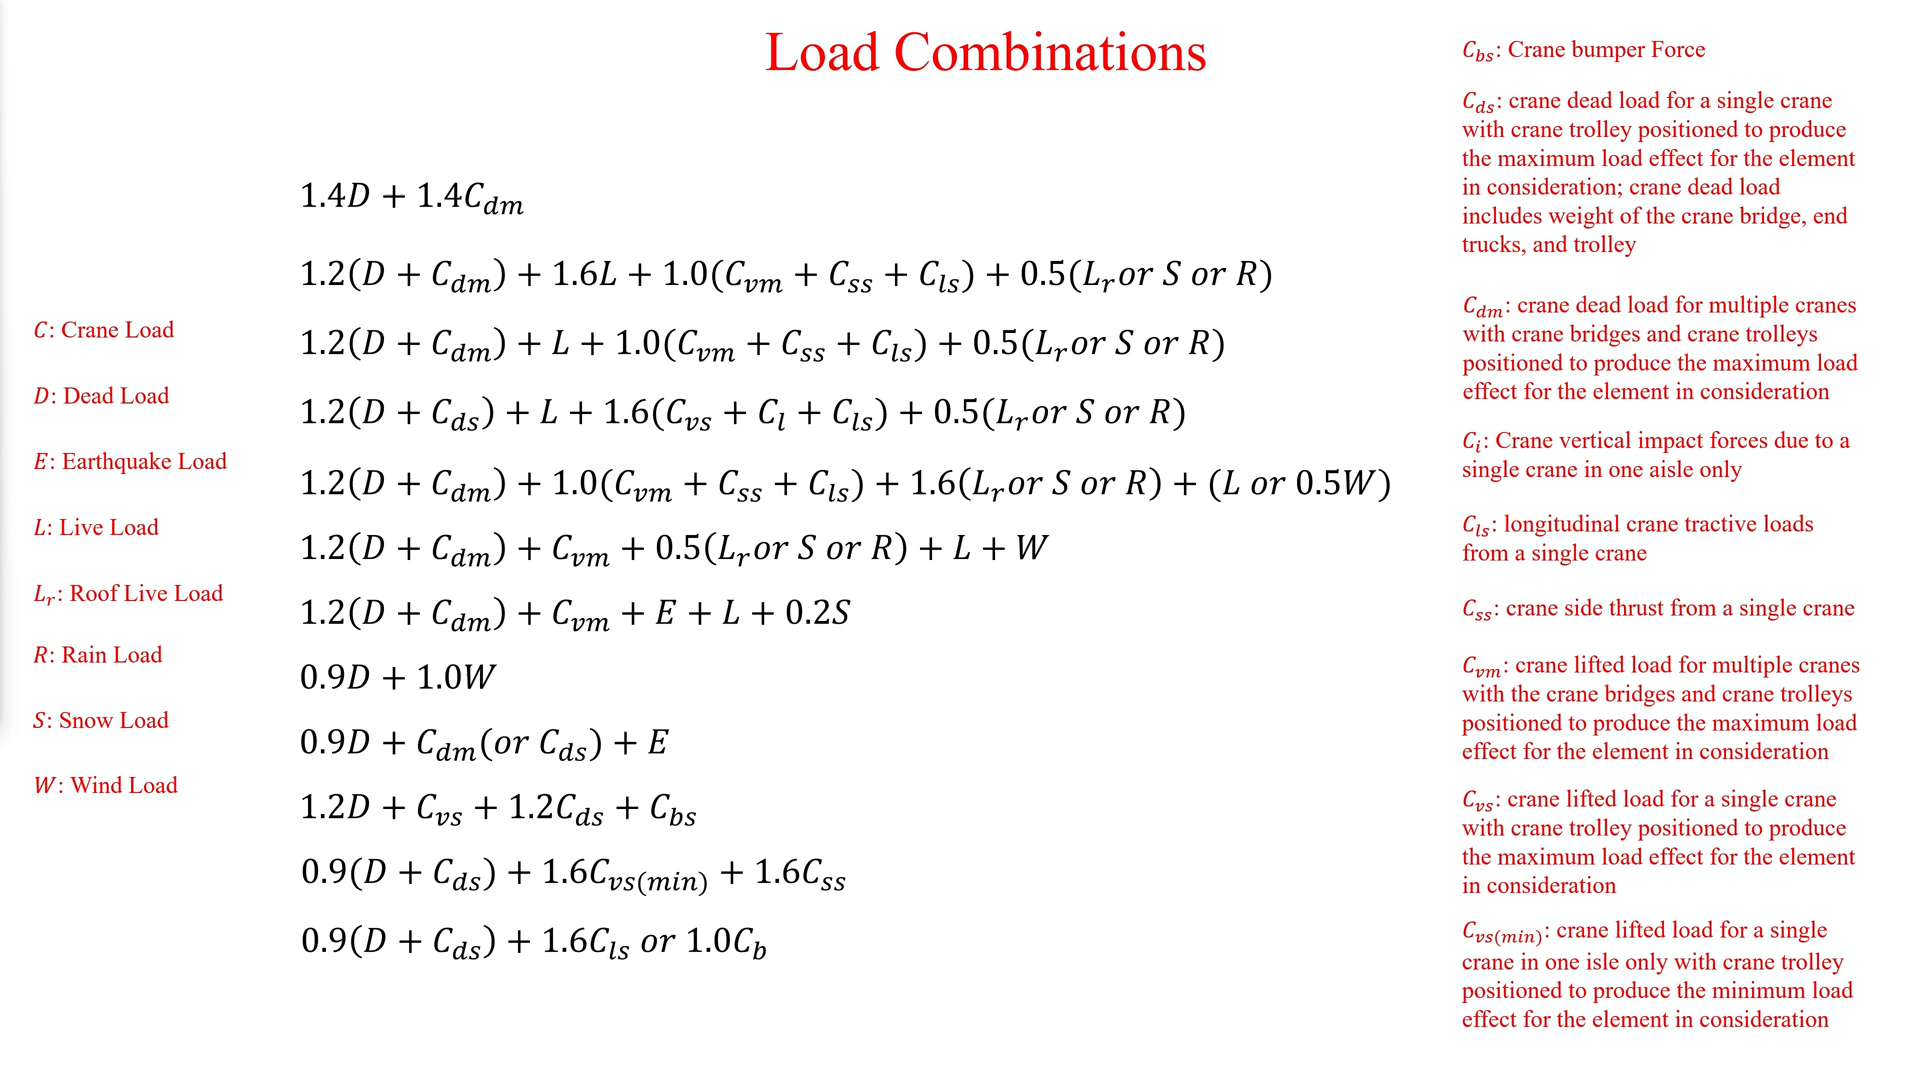 Load Combinations
C: Crane Load
D: Dead Load
E: Earthquake Load
L: Live Load
L_r: Roof Live Load
R: Rain Load
S: Snow Load
W: Wind Load
1.4D + 1.4C_dm
1.2(D + C_dm) + 1.6L + 1.0(C_vm + C_ss + C_ls) + 0.5(L_r or S or R)
1.2(D + C_dm) + L + 1.0(C_vm + C_ss + C_ls) + 0.5(L_r or S or R)
1.2(D + C_ds) + L + 1.6(C_vs + C_l + C_ls) + 0.5(L_r or S or R)
1.2(D + C_dm) + 1.0(C_vm + C_ss + C_ls) + 1.6(L_r or S or R) + (L or 0.5W)
1.2(D + C_dm) + C_vm + 0.5(L_r or S or R) + L + W
1.2(D + C_dm) + C_vm + E + L + 0.2S
0.9D + 1.0W
0.9D + C_dm(or C_ds) + E
1.2D + C_vs + 1.2C_ds + C_bs
0.9(D + C_ds) + 1.6C_vs(min) + 1.6C_ss
0.9(D + C_ds) + 1.6C_ls or 1.0C_b
C_bs: Crane bumper Force
C_ds: crane dead load for a single crane
with crane trolley positioned to produce
the maximum load effect for the element
in consideration; crane dead load
includes weight of the crane bridge, end
trucks, and trolley
C_dm: crane dead load for multiple cranes
with crane bridges and crane trolleys
positioned to produce the maximum load
effect for the element in consideration
C_i: Crane vertical impact forces due to a
single crane in one aisle only
C_ls: longitudinal crane tractive loads
from a single crane
C_ss: crane side thrust from a single crane
C_vm: crane lifted load for multiple cranes
with the crane bridges and crane trolleys
positioned to produce the maximum load
effect for the element in consideration
C_vs: crane lifted load for a single crane
with crane trolley positioned to produce
the maximum load effect for the element
in consideration
C_vs(min): crane lifted load for a single
crane in one isle only with crane trolley
positioned to produce the minimum load
effect for the element in consideration